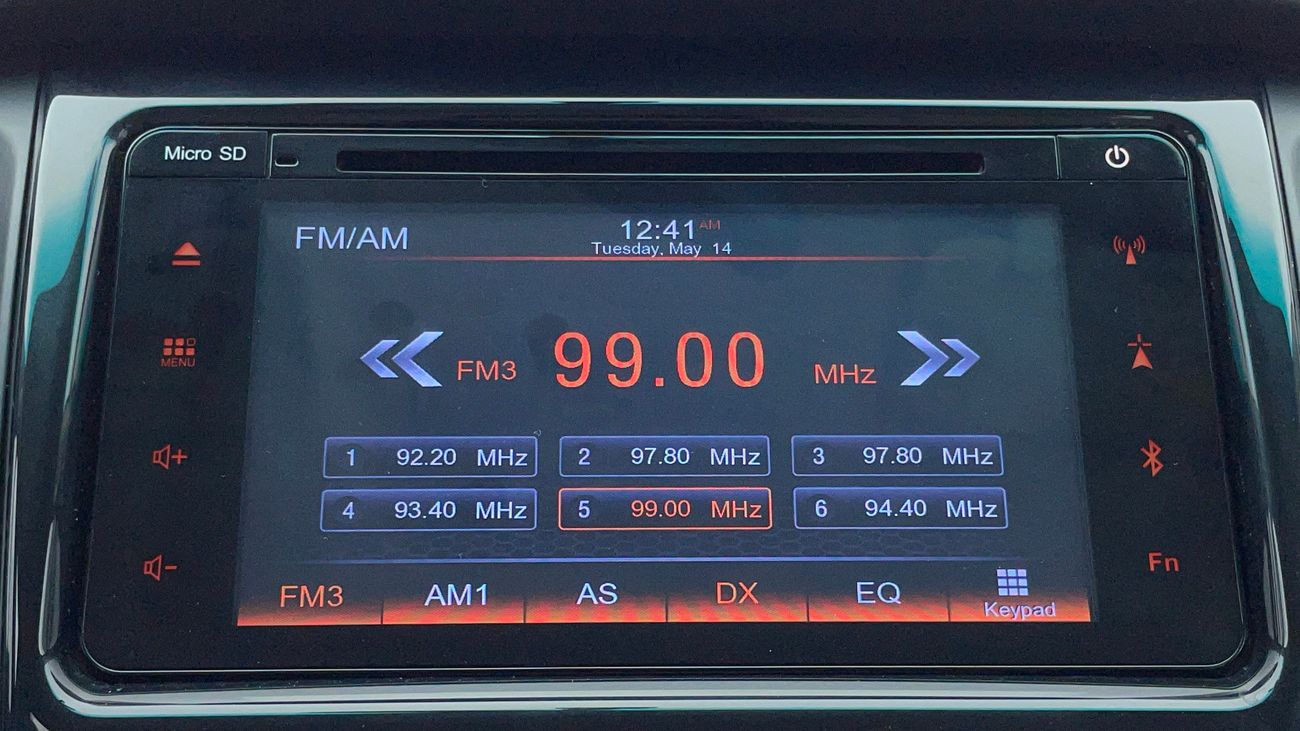 Micro SD
FM/AM
12:41 AM
Tuesday, May 14
MENU
FM3 99.00 MHz
1 92.20 MHz
2 97.80 MHz
3 97.80 MHz
4 93.40 MHz
5 99.00 MHz
6 94.40 MHz
Fn
FM3 AM1 AS DX EQ Keypad